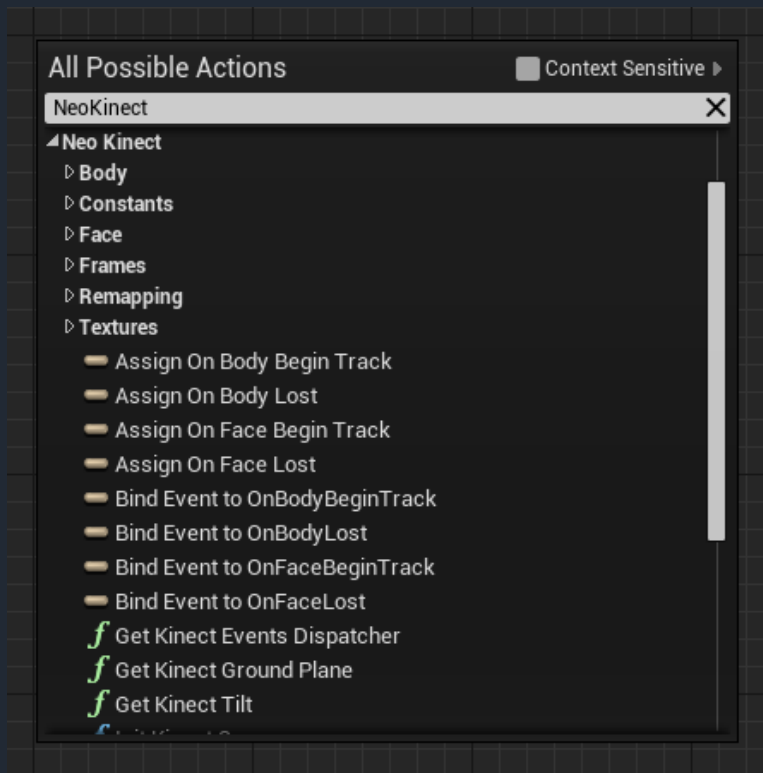 All Possible Actions
Context Sensitive
NeoKinect
Neo Kinect
Body
Constants
Face
Frames
Remapping
Textures
Assign On Body Begin Track
Assign On Body Lost
Assign On Face Begin Track
Assign On Face Lost
Bind Event to OnBodyBeginTrack
Bind Event to OnBodyLost
Bind Event to OnFaceBeginTrack
Bind Event to OnFaceLost
Get Kinect Events Dispatcher
Get Kinect Ground Plane
Get Kinect Tilt